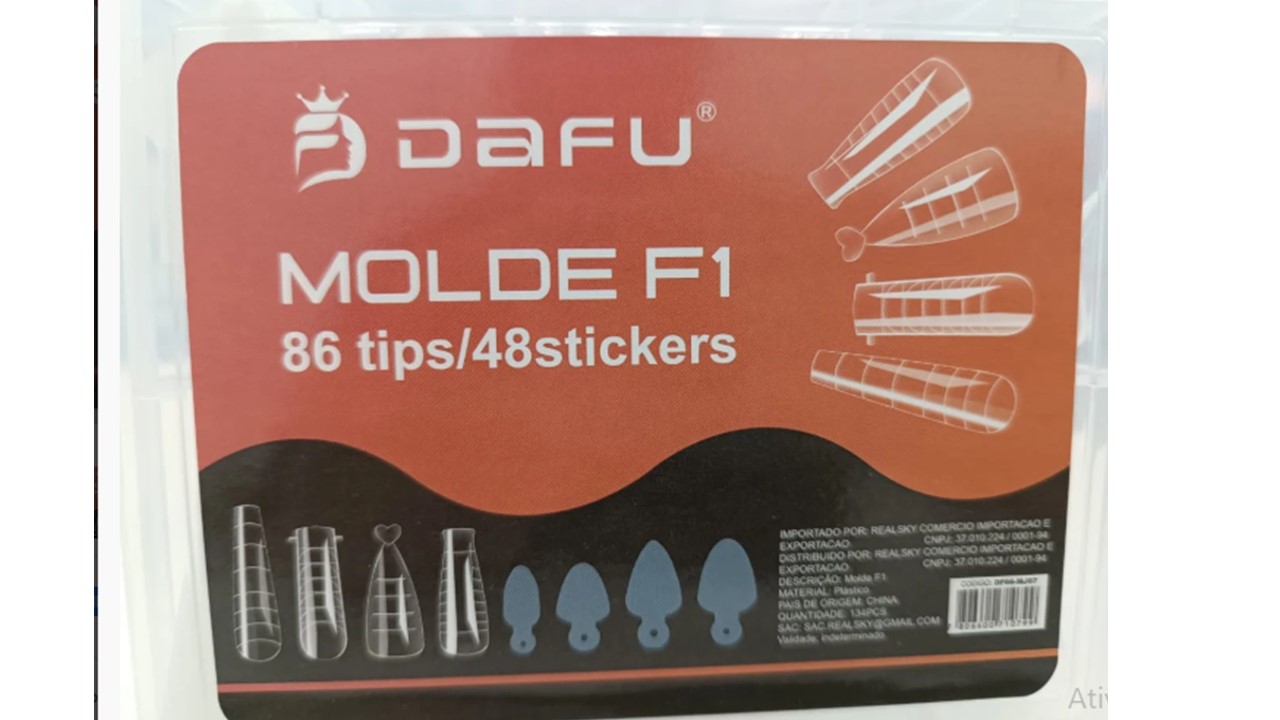 DAFU®
MOLDE F1
86 tips/48stickers
IMPORTADO POR: REALSKY COMERCIO IMPORTACAO E
EXPORTACAO. CNPJ: 37.010.224 / 0001-94
DISTRIBUIDO POR: REALSKY COMERCIO IMPORTACAO E
EXPORTACAO. CNPJ: 37.010.224 / 0001-94
DESCRIÇÃO: Molde F1
MATERIAL: Plástico.
PAIS DE ORIGEM: CHINA.
QUANTIDADE: 134PCS
SAC: SAC.REALSKY@GMAIL.COM
Validade: indeterminado.
CODIGO:
Ativ